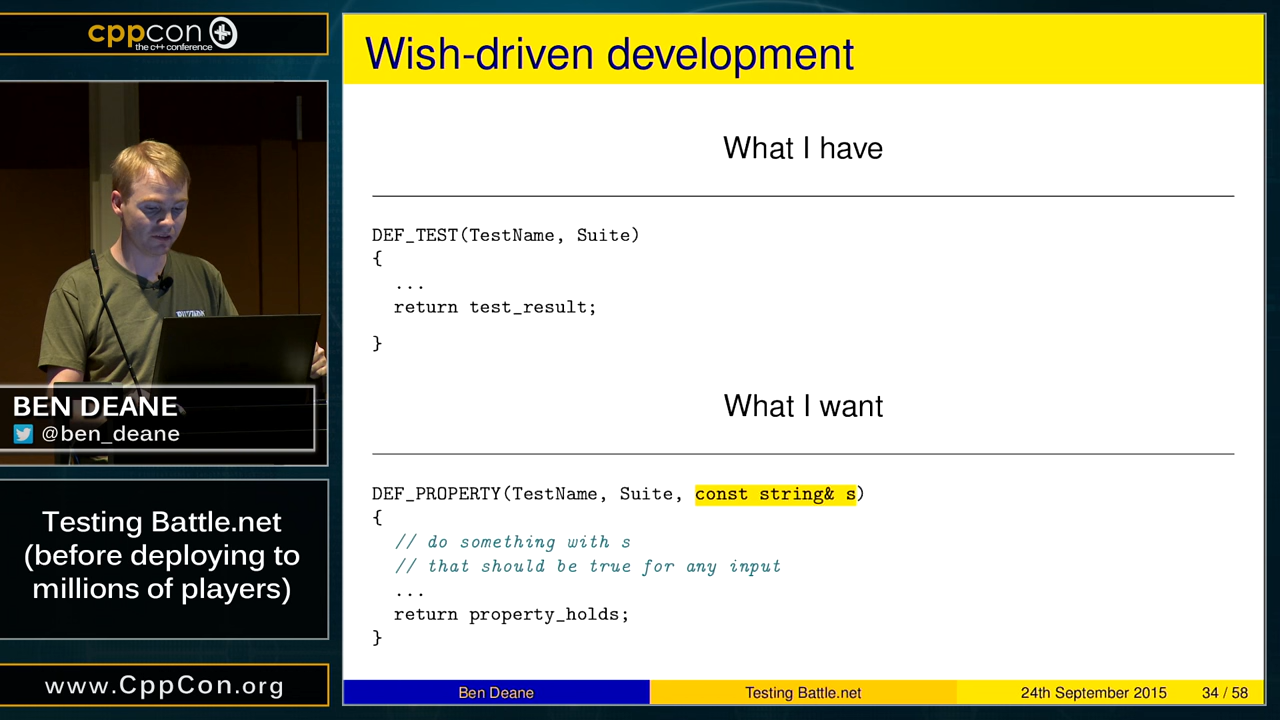 cppcon
the c++ conference
Wish-driven development
What I have
DEF_TEST(TestName, Suite)
{
...
return test_result;
}
What I want
DEF_PROPERTY(TestName, Suite, const string& s)
{
// do something with s
// that should be true for any input
...
return property_holds;
}
BEN DEANE
@ben_deane
Testing Battle.net
(before deploying to
millions of players)
www.CppCon.org
Ben Deane
Testing Battle.net
24th September 2015
34 / 58